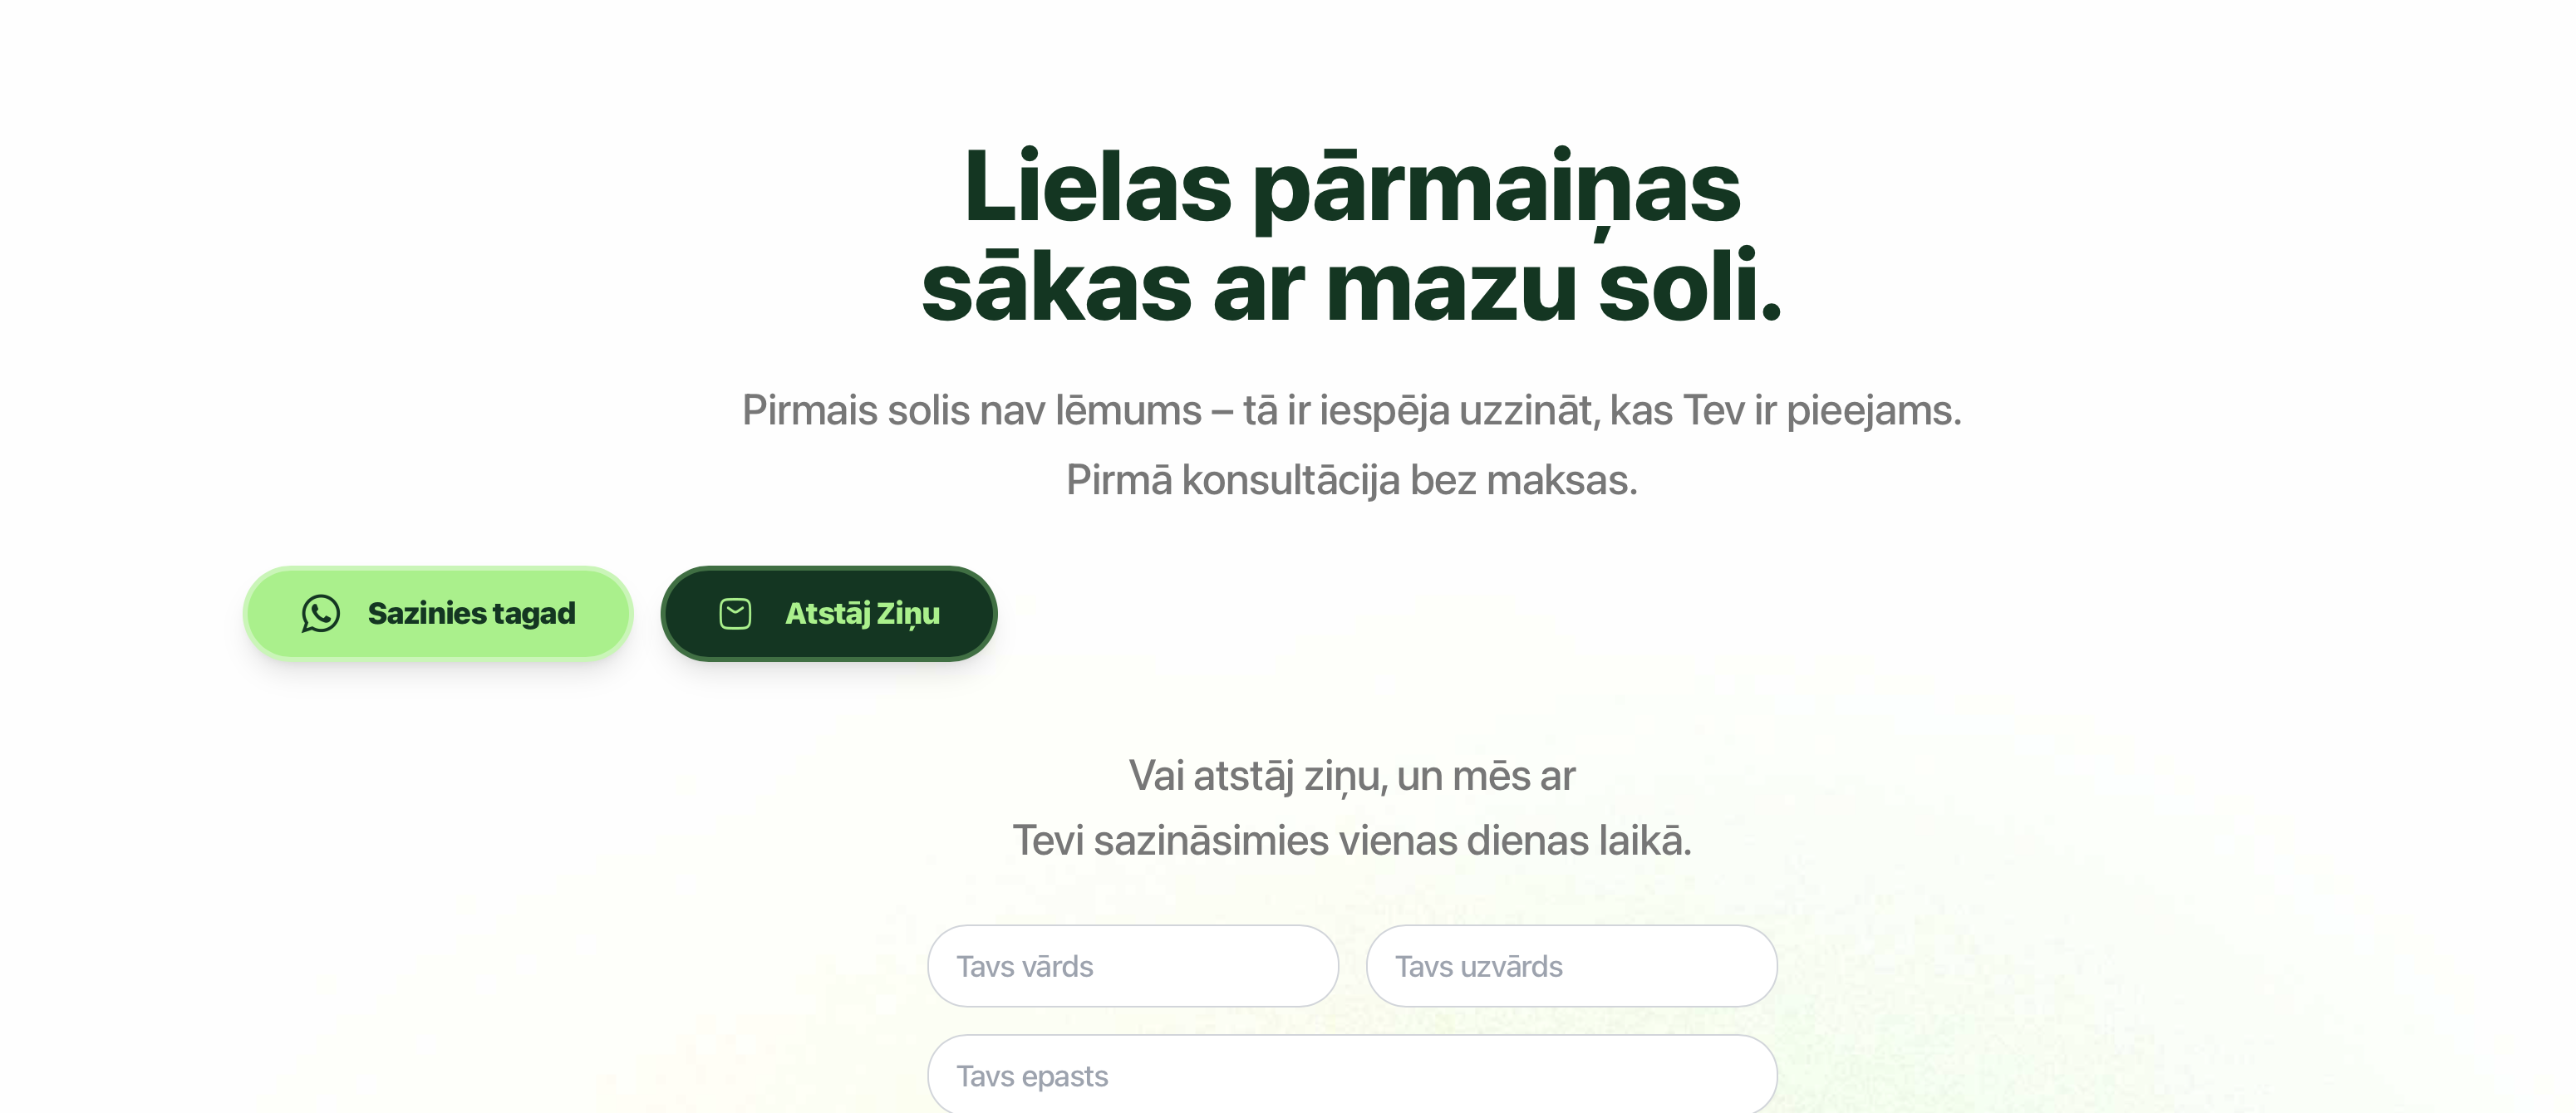 Lielas pārmaiņas
sākas ar mazu soli.
Pirmais solis nav lēmums – tā ir iespēja uzzināt, kas Tev ir pieejams.
Pirmā konsultācija bez maksas.
Sazinies tagad
Atstāj Ziņu
Vai atstāj ziņu, un mēs ar
Tevi sazināsimies vienas dienas laikā.
Tavs vārds
Tavs uzvārds
Tavs epasts